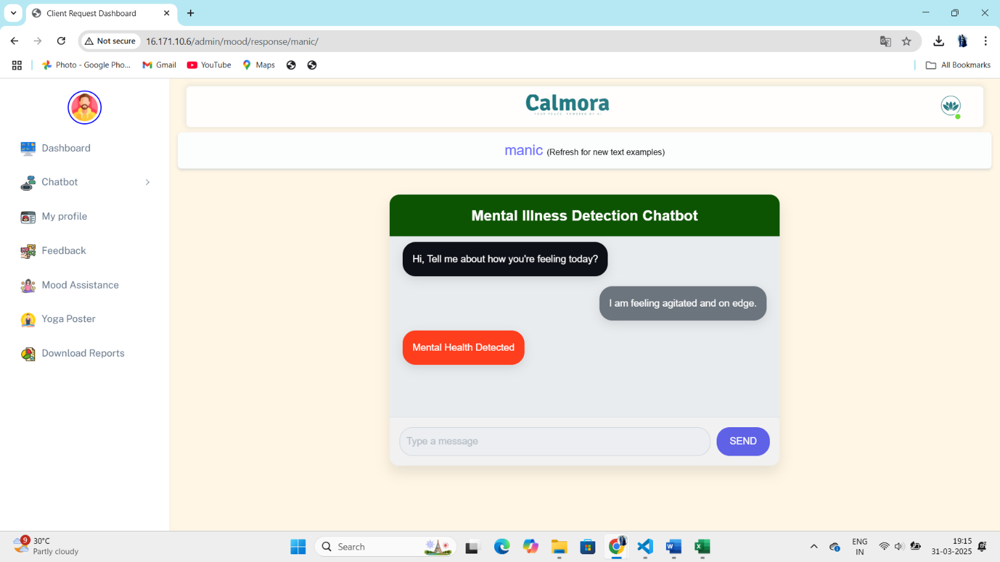 Client Request Dashboard
Not secure
16.171.10.6/admin/mood/response/manic/
Photo - Google Pho...
Gmail
YouTube
Maps
All Bookmarks
Calmora
YOUR PEACE, POWERED BY AI
manic (Refresh for new text examples)
Dashboard
Chatbot
My profile
Feedback
Mood Assistance
Yoga Poster
Download Reports
Mental Illness Detection Chatbot
Hi, Tell me about how you're feeling today?
I am feeling agitated and on edge.
Mental Health Detected
Type a message
SEND
9
30°C
Partly cloudy
Search
ENG
IN
19:15
31-03-2025